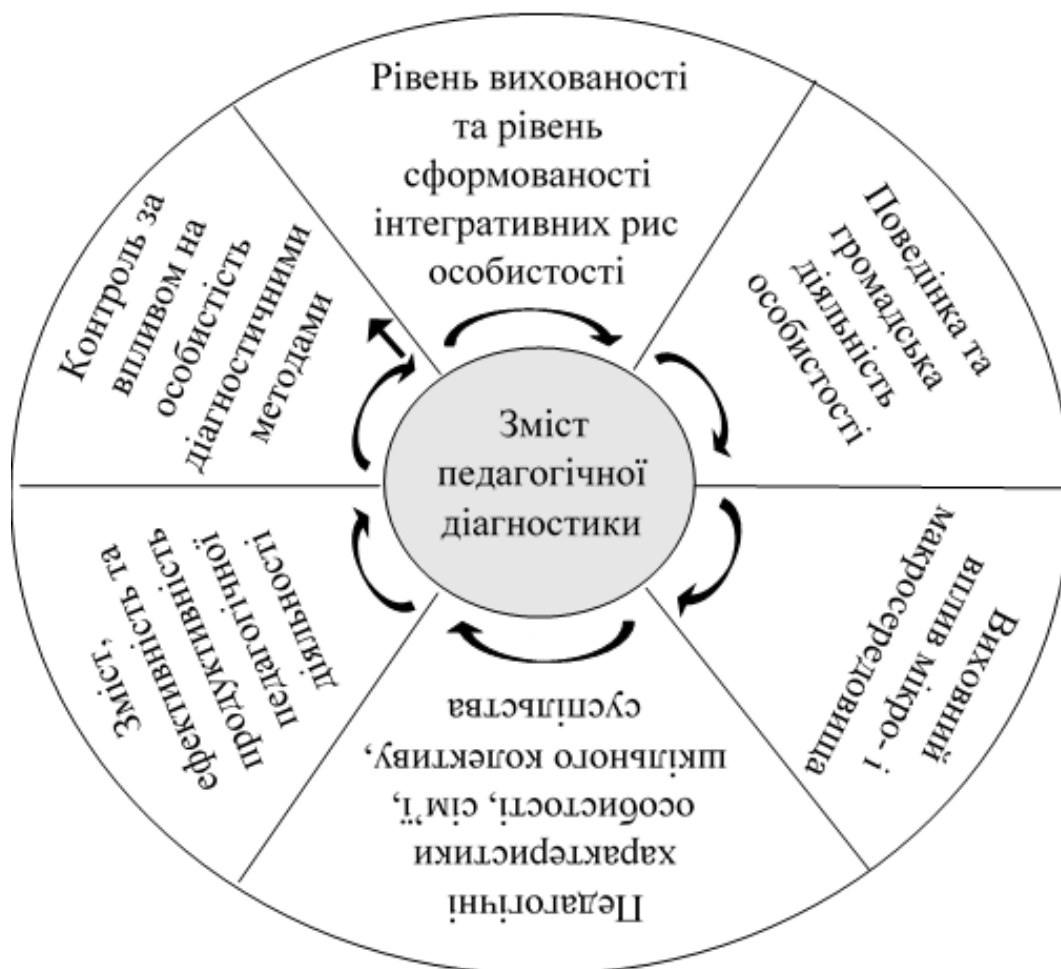 Рівень вихованості
та рівень
сформованості
інтегративних рис
особистості
Поведінка та
громадська
діяльність
особистості
Виховний
вплив мікро- і
макросередовища
Педагогічні
характеристики
особистості, сім'ї,
шкільного колективу,
суспільства
Зміст,
ефективність та
продуктивність
педагогічної
діяльності
Контроль за
впливом на
особистість
діагностичними
методами
Зміст
педагогічної
діагностики